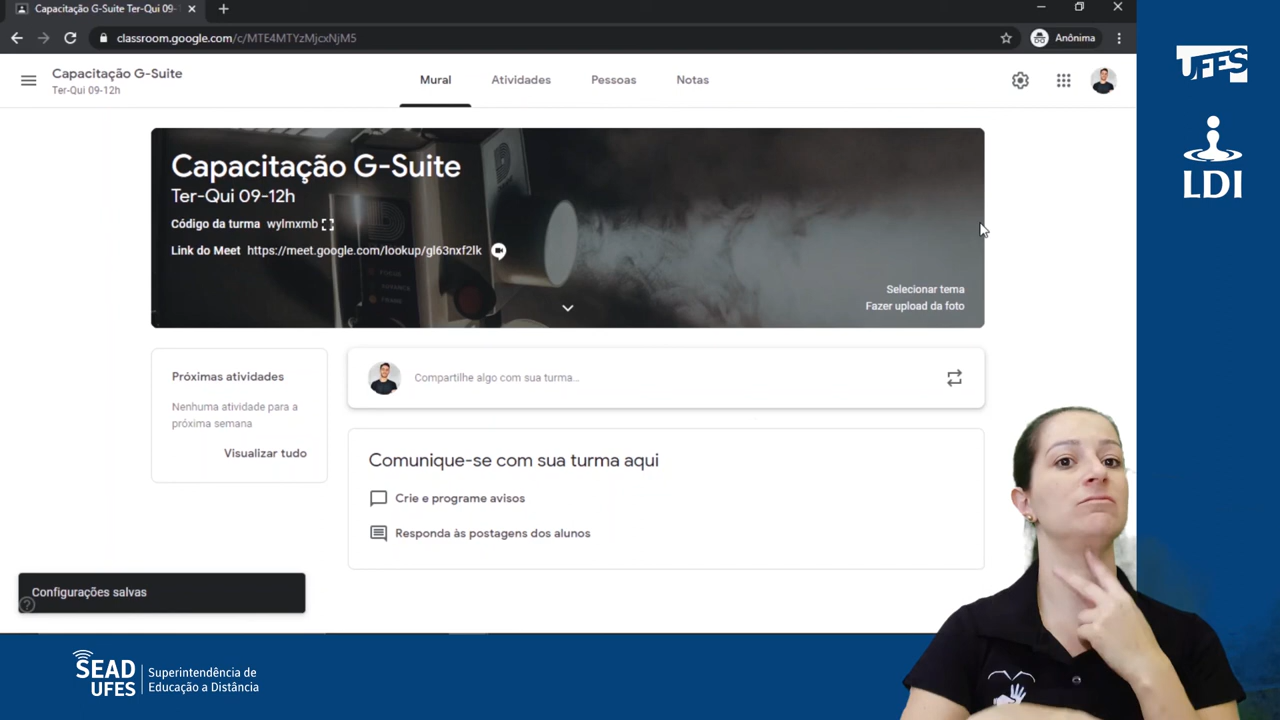 Capacitação G-Suite Ter-Qui 09-
classroom.google.com/c/MTE4MTYzMjcxNjM5
Anônima
Capacitação G-Suite
Ter-Qui 09-12h
Mural
Atividades
Pessoas
Notas
Capacitação G-Suite
Ter-Qui 09-12h
Código da turma wylmxmb
Link do Meet https://meet.google.com/lookup/gl63nxf2lk
Selecionar tema
Fazer upload da foto
Próximas atividades
Nenhuma atividade para a
próxima semana
Visualizar tudo
Compartilhe algo com sua turma...
Comunique-se com sua turma aqui
Crie e programe avisos
Responda às postagens dos alunos
Configurações salvas
UFES
LDI
SEAD
UFES
Superintendência de
Educação a Distância